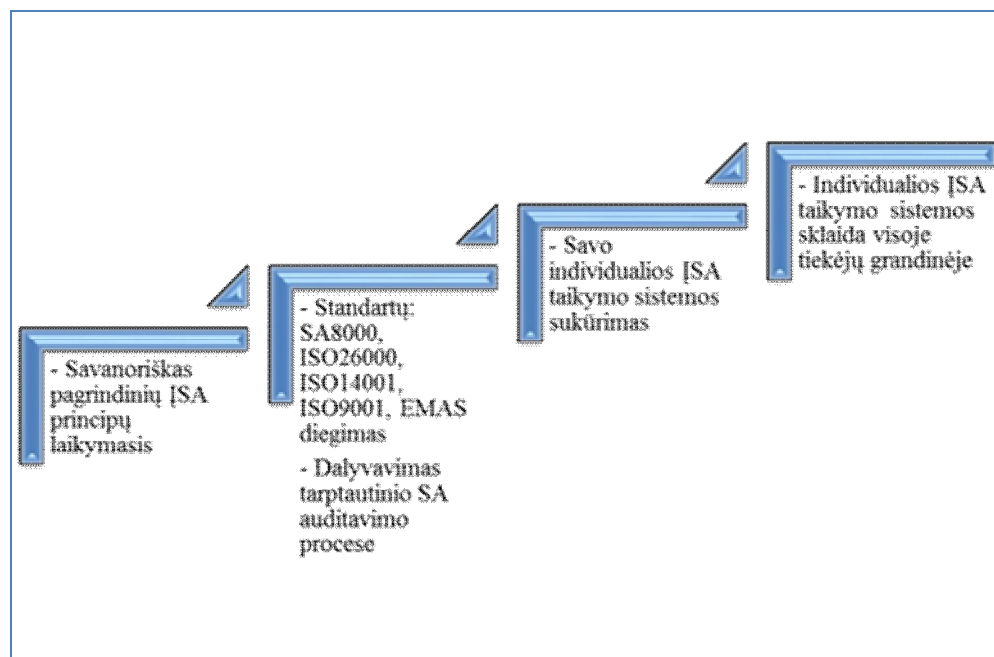 - Savanoriškas
pagrindinių ĮSA
principų
laikymasis
- Standartų:
SA8000,
ISO26000,
ISO14001,
ISO9001, EMAS
diegimas
- Dalyvavimas
tarptautinio SA
auditavimo
procese
- Savo
individualios ĮSA
taikymo sistemos
sukūrimas
- Individualios ĮSA
taikymo sistemos
sklaida visoje
tiekėjų grandinėje